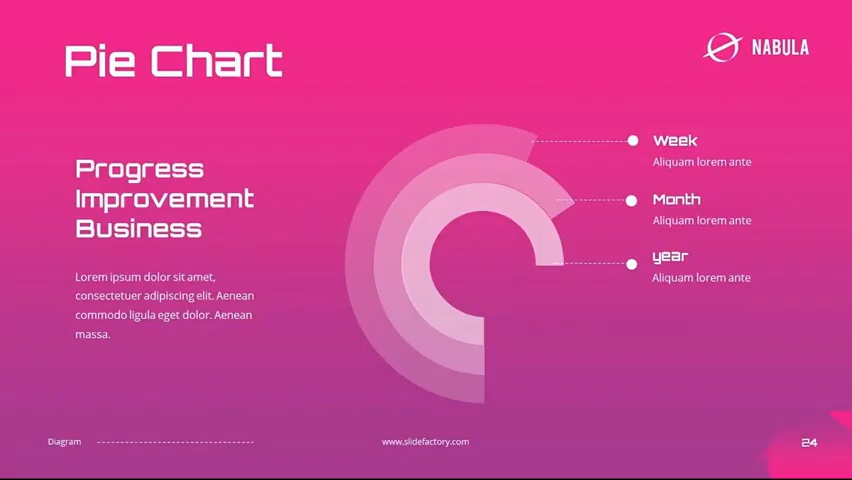 Pie Chart
NABULA
Progress
Improvement
Business
Lorem ipsum dolor sit amet,
consectetuer adipiscing elit. Aenean
commodo ligula eget dolor. Aenean
massa.
Week
Aliquam lorem ante
Month
Aliquam lorem ante
year
Aliquam lorem ante
Diagram
www.slidefactory.com
24